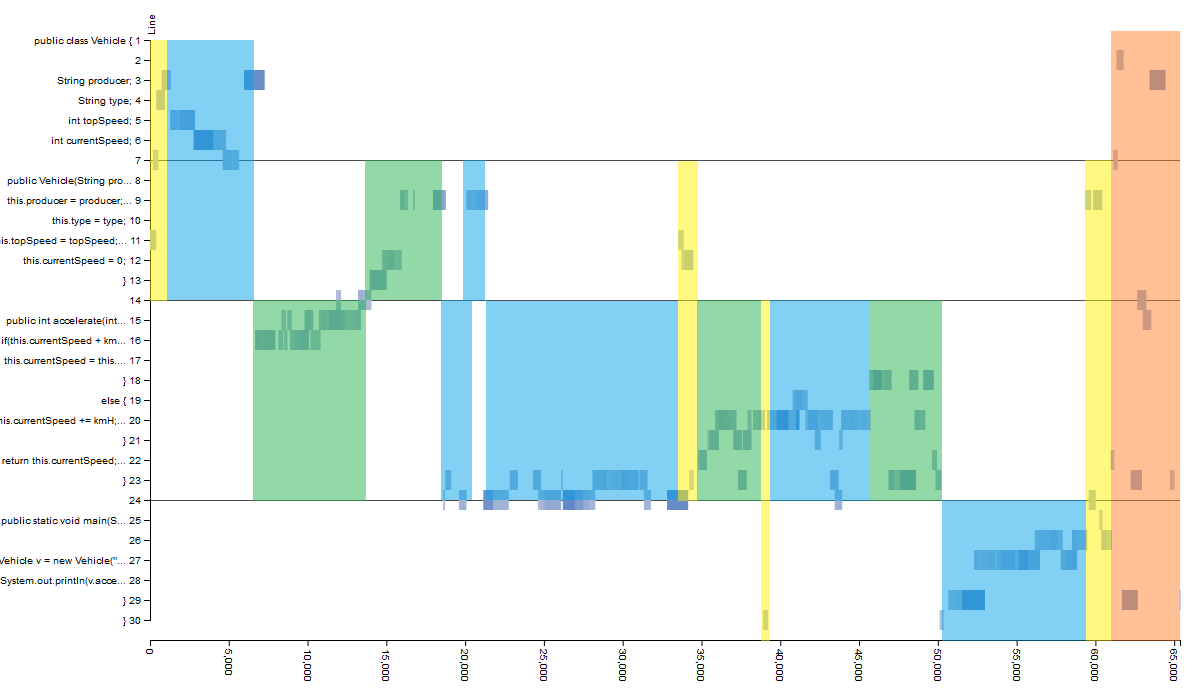 Line
public class Vehicle { 1
2
String producer; 3
String type; 4
int topSpeed; 5
int currentSpeed; 6
7
public Vehicle(String pro... 8
this.producer = producer;... 9
this.type = type; 10
is.topSpeed = topSpeed;... 11
this.currentSpeed = 0; 12
} 13
14
public int accelerate(int... 15
if(this.currentSpeed + km... 16
this.currentSpeed = this.... 17
} 18
else { 19
his.currentSpeed += kmH;... 20
} 21
return this.currentSpeed;... 22
} 23
24
public static void main(S... 25
26
Vehicle v = new Vehicle("... 27
System.out.println(v.acce... 28
} 29
} 30
0 5,000 10,000 15,000 20,000 25,000 30,000 35,000 40,000 45,000 50,000 55,000 60,000 65,000